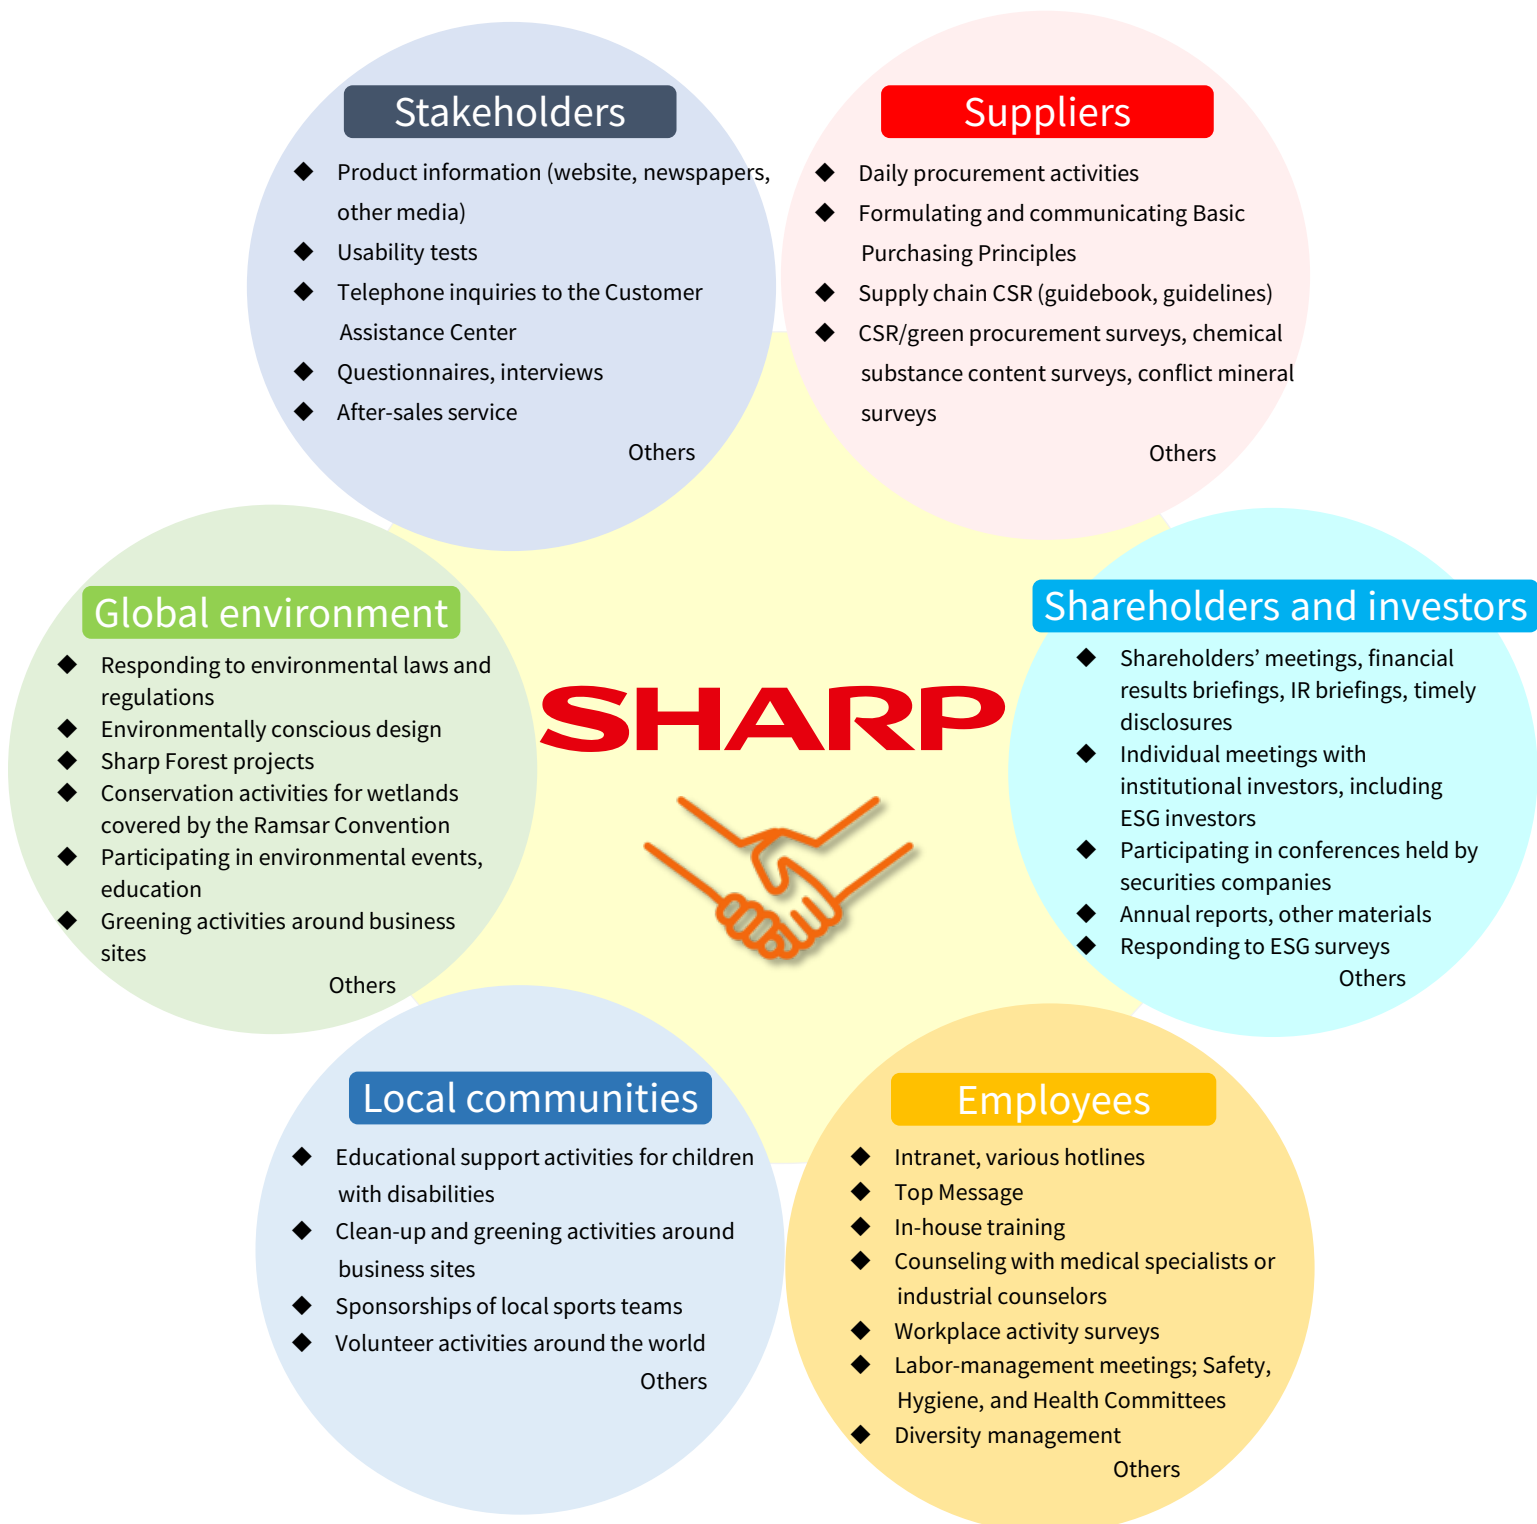 Stakeholders
◆ Product information (website, newspapers,
other media)
◆ Usability tests
◆ Telephone inquiries to the Customer
Assistance Center
◆ Questionnaires, interviews
◆ After-sales service
Others
Suppliers
◆ Daily procurement activities
◆ Formulating and communicating Basic
Purchasing Principles
◆ Supply chain CSR (guidebook, guidelines)
◆ CSR/green procurement surveys, chemical
substance content surveys, conflict mineral
surveys
Others
Global environment
◆ Responding to environmental laws and
regulations
◆ Environmentally conscious design
◆ Sharp Forest projects
◆ Conservation activities for wetlands
covered by the Ramsar Convention
◆ Participating in environmental events,
education
◆ Greening activities around business
sites
Others
SHARP
Shareholders and investors
◆ Shareholders’ meetings, financial
results briefings, IR briefings, timely
disclosures
◆ Individual meetings with
institutional investors, including
ESG investors
◆ Participating in conferences held by
securities companies
◆ Annual reports, other materials
◆ Responding to ESG surveys
Others
Local communities
◆ Educational support activities for children
with disabilities
◆ Clean-up and greening activities around
business sites
◆ Sponsorships of local sports teams
◆ Volunteer activities around the world
Others
Employees
◆ Intranet, various hotlines
◆ Top Message
◆ In-house training
◆ Counseling with medical specialists or
industrial counselors
◆ Workplace activity surveys
◆ Labor-management meetings; Safety,
Hygiene, and Health Committees
◆ Diversity management
Others